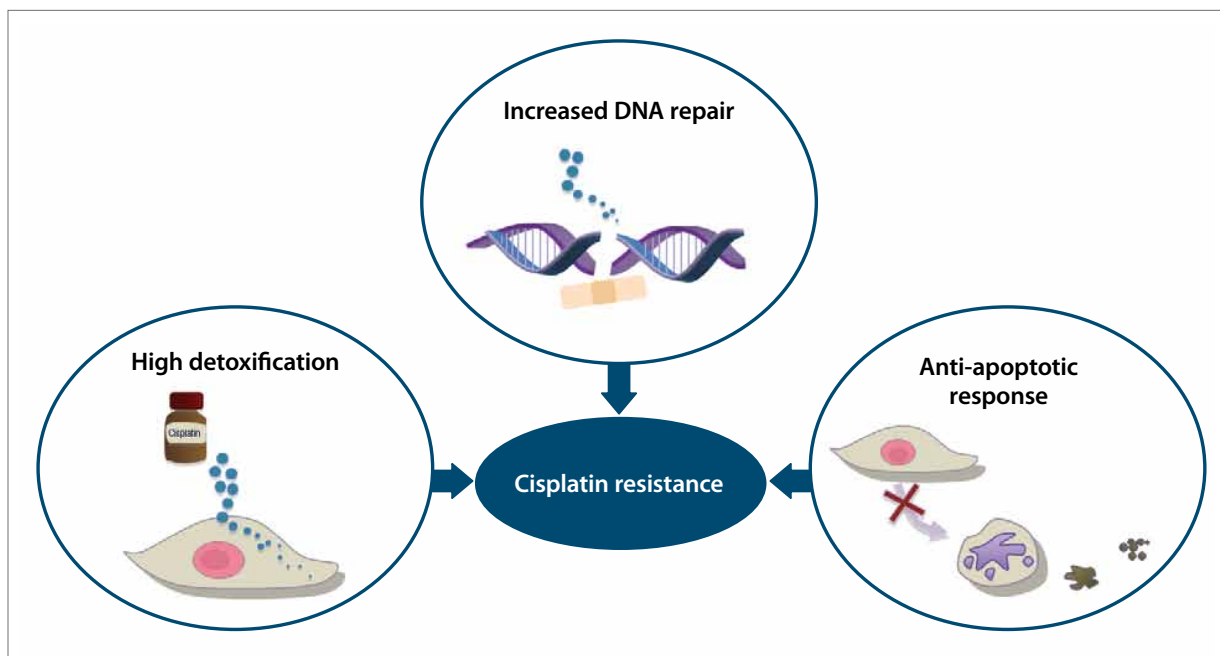 Increased DNA repair
High detoxification
Cisplatin
Anti-apoptotic
response
Cisplatin resistance